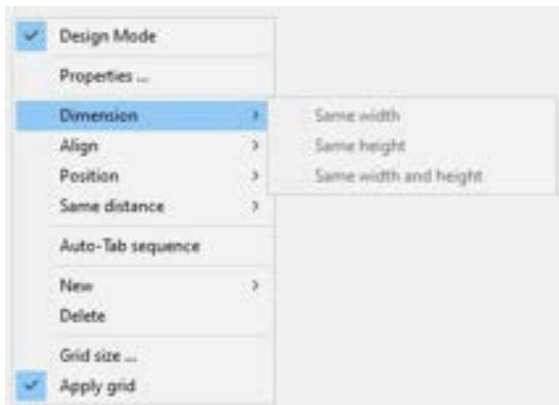 Design Mode
Properties ...
Dimension
Same width
Align
Same height
Position
Same width and height
Same distance
Auto-Tab sequence
New
Delete
Grid size ...
Apply grid